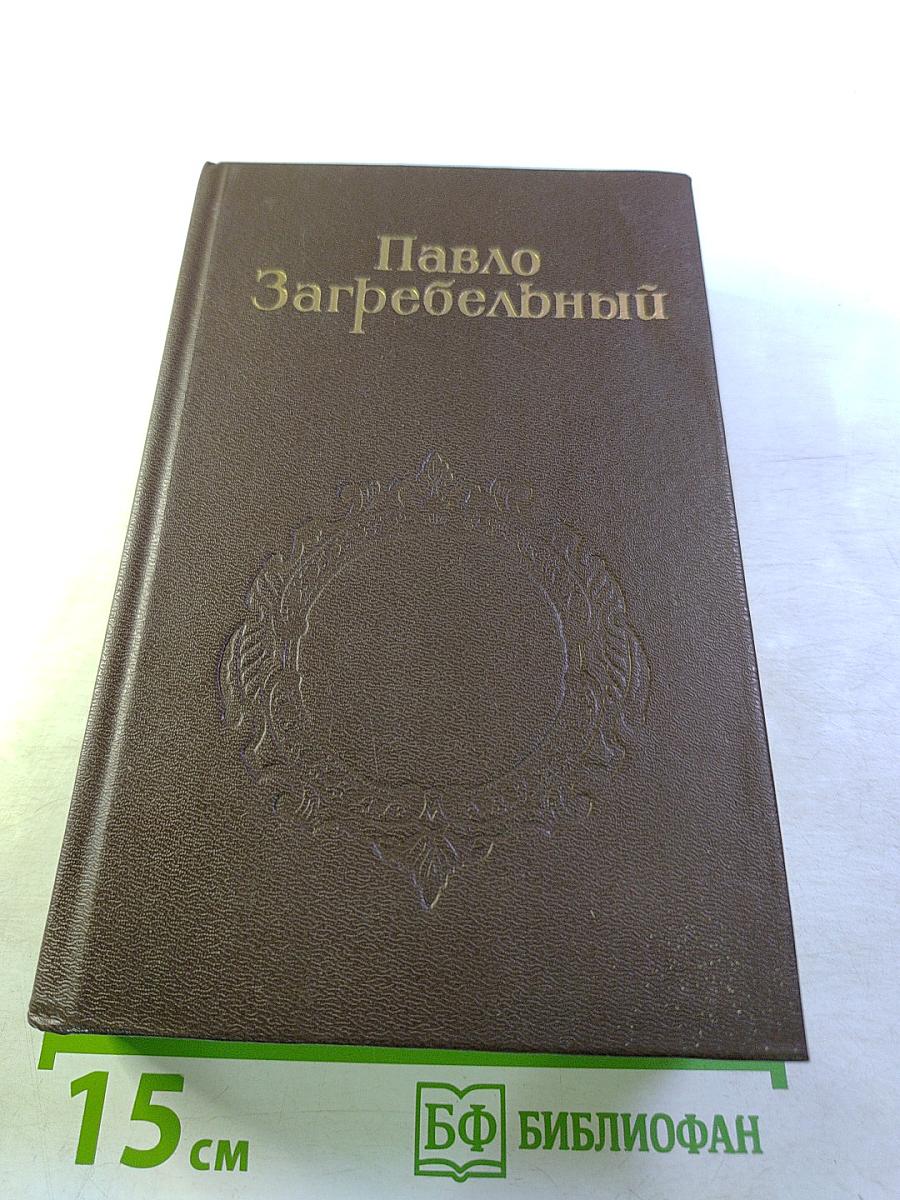 Павло
Загребельный
15 см
БФ БИБЛИОФАН